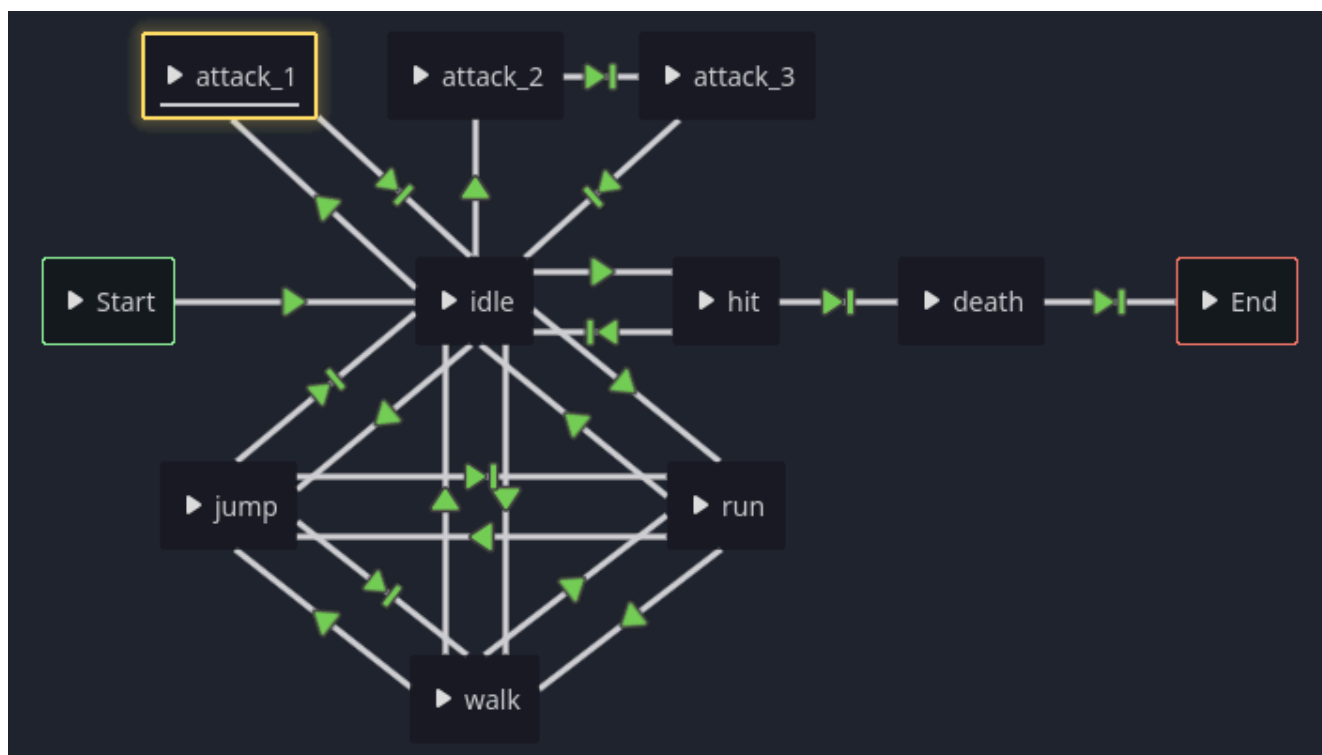 attack_1
attack_2
attack_3
Start
idle
hit
death
End
jump
run
walk